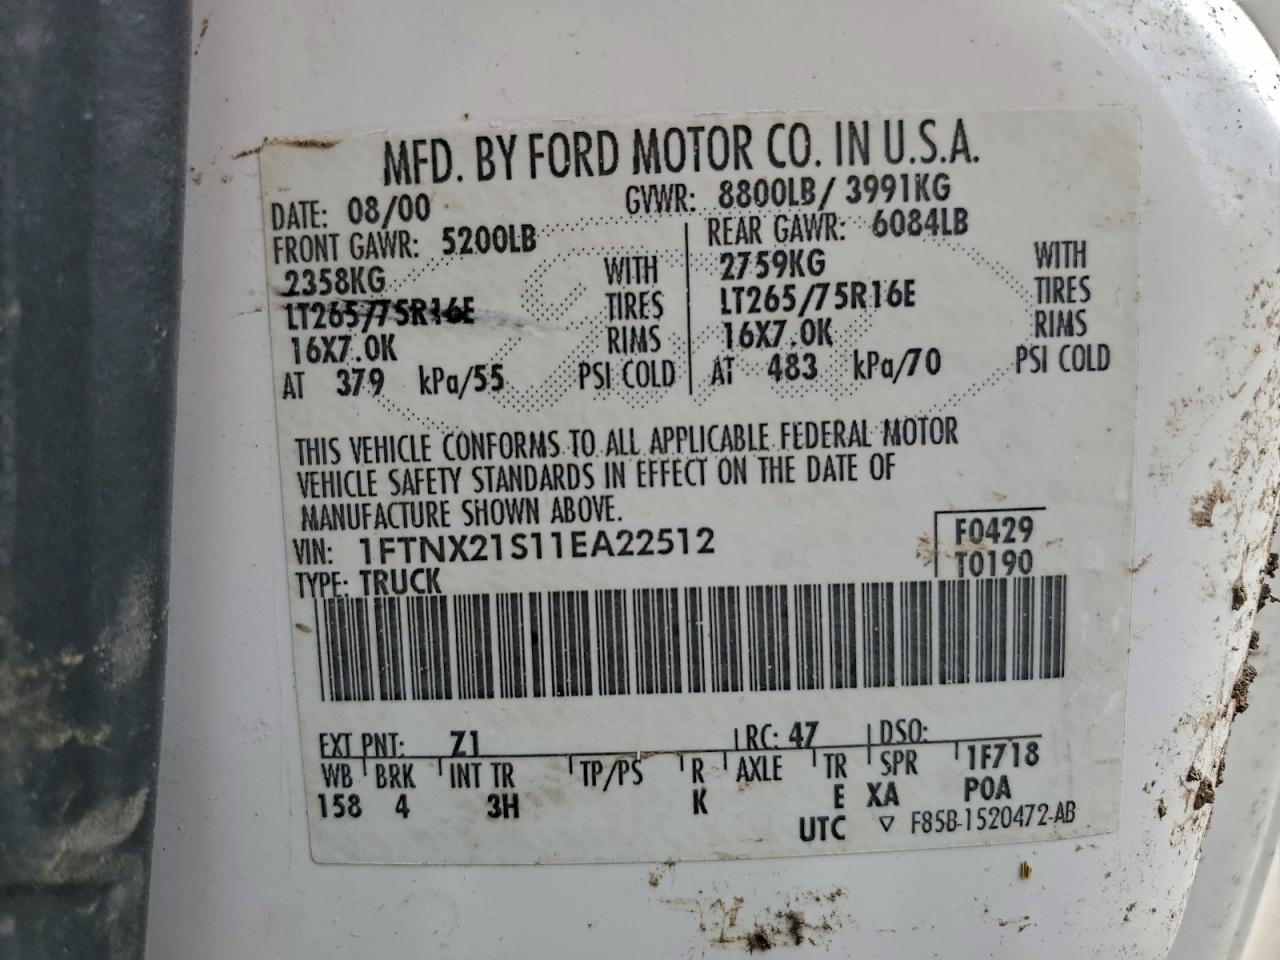 MFD. BY FORD MOTOR CO. IN U.S.A.
DATE: 08/00 GVWR: 8800LB/ 3991KG
FRONT GAWR: 5200LB REAR GAWR: 6084LB
2358KG WITH 2759KG WITH
LT265/75R16E TIRES LT265/75R16E TIRES
16X7.0K RIMS 16X7.0K RIMS
AT 379 kPa/55 PSI COLD AT 483 kPa/70 PSI COLD
THIS VEHICLE CONFORMS TO ALL APPLICABLE FEDERAL MOTOR
VEHICLE SAFETY STANDARDS IN EFFECT ON THE DATE OF
MANUFACTURE SHOWN ABOVE.
VIN: 1FTNX21S11EA22512 F0429
TYPE: TRUCK T0190
EXT PNT: Z1 RC: 47 DSO:
WB BRK INT TR TP/PS R AXLE TR SPR 1F718
158 4 3H K E XA POA
UTC ▽ F85B-1520472-AB